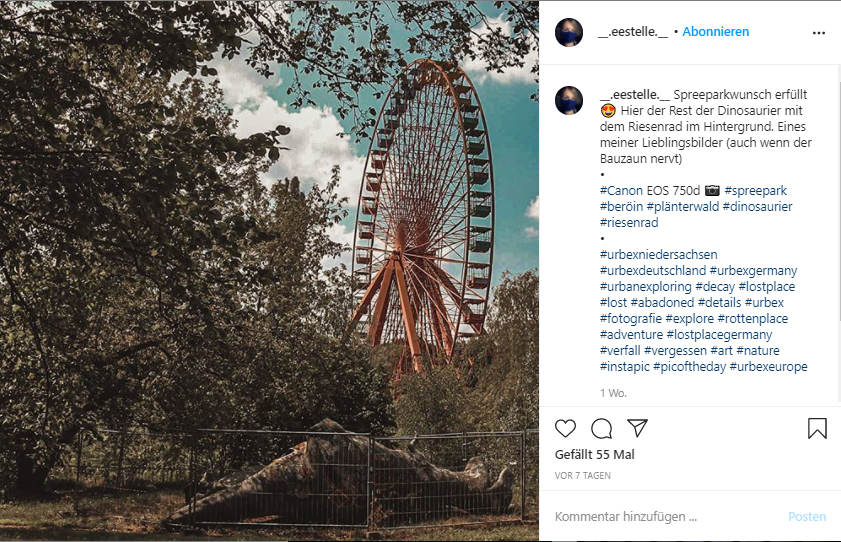 __.eestelle.__ • Abonnieren
__.eestelle.__ Spreeparkwunsch erfüllt
😍 Hier der Rest der Dinosaurier mit
dem Riesenrad im Hintergrund. Eines
meiner Lieblingsbilder (auch wenn der
Bauzaun nervt)
•
#Canon EOS 750d 📷 #spreepark
#beröin #plänterwald #dinosaurier
#riesenrad
•
#urbexniedersachsen
#urbexdeutschland #urbexgermany
#urbanexploring #decay #lostplace
#lost #abadoned #details #urbex
#fotografie #explore #rottenplace
#adventure #lostplacegermany
#verfall #vergessen #art #nature
#instapic #picoftheday #urbexeurope
1 Wo.
Gefällt 55 Mal
VOR 7 TAGEN
Kommentar hinzufügen ... Posten